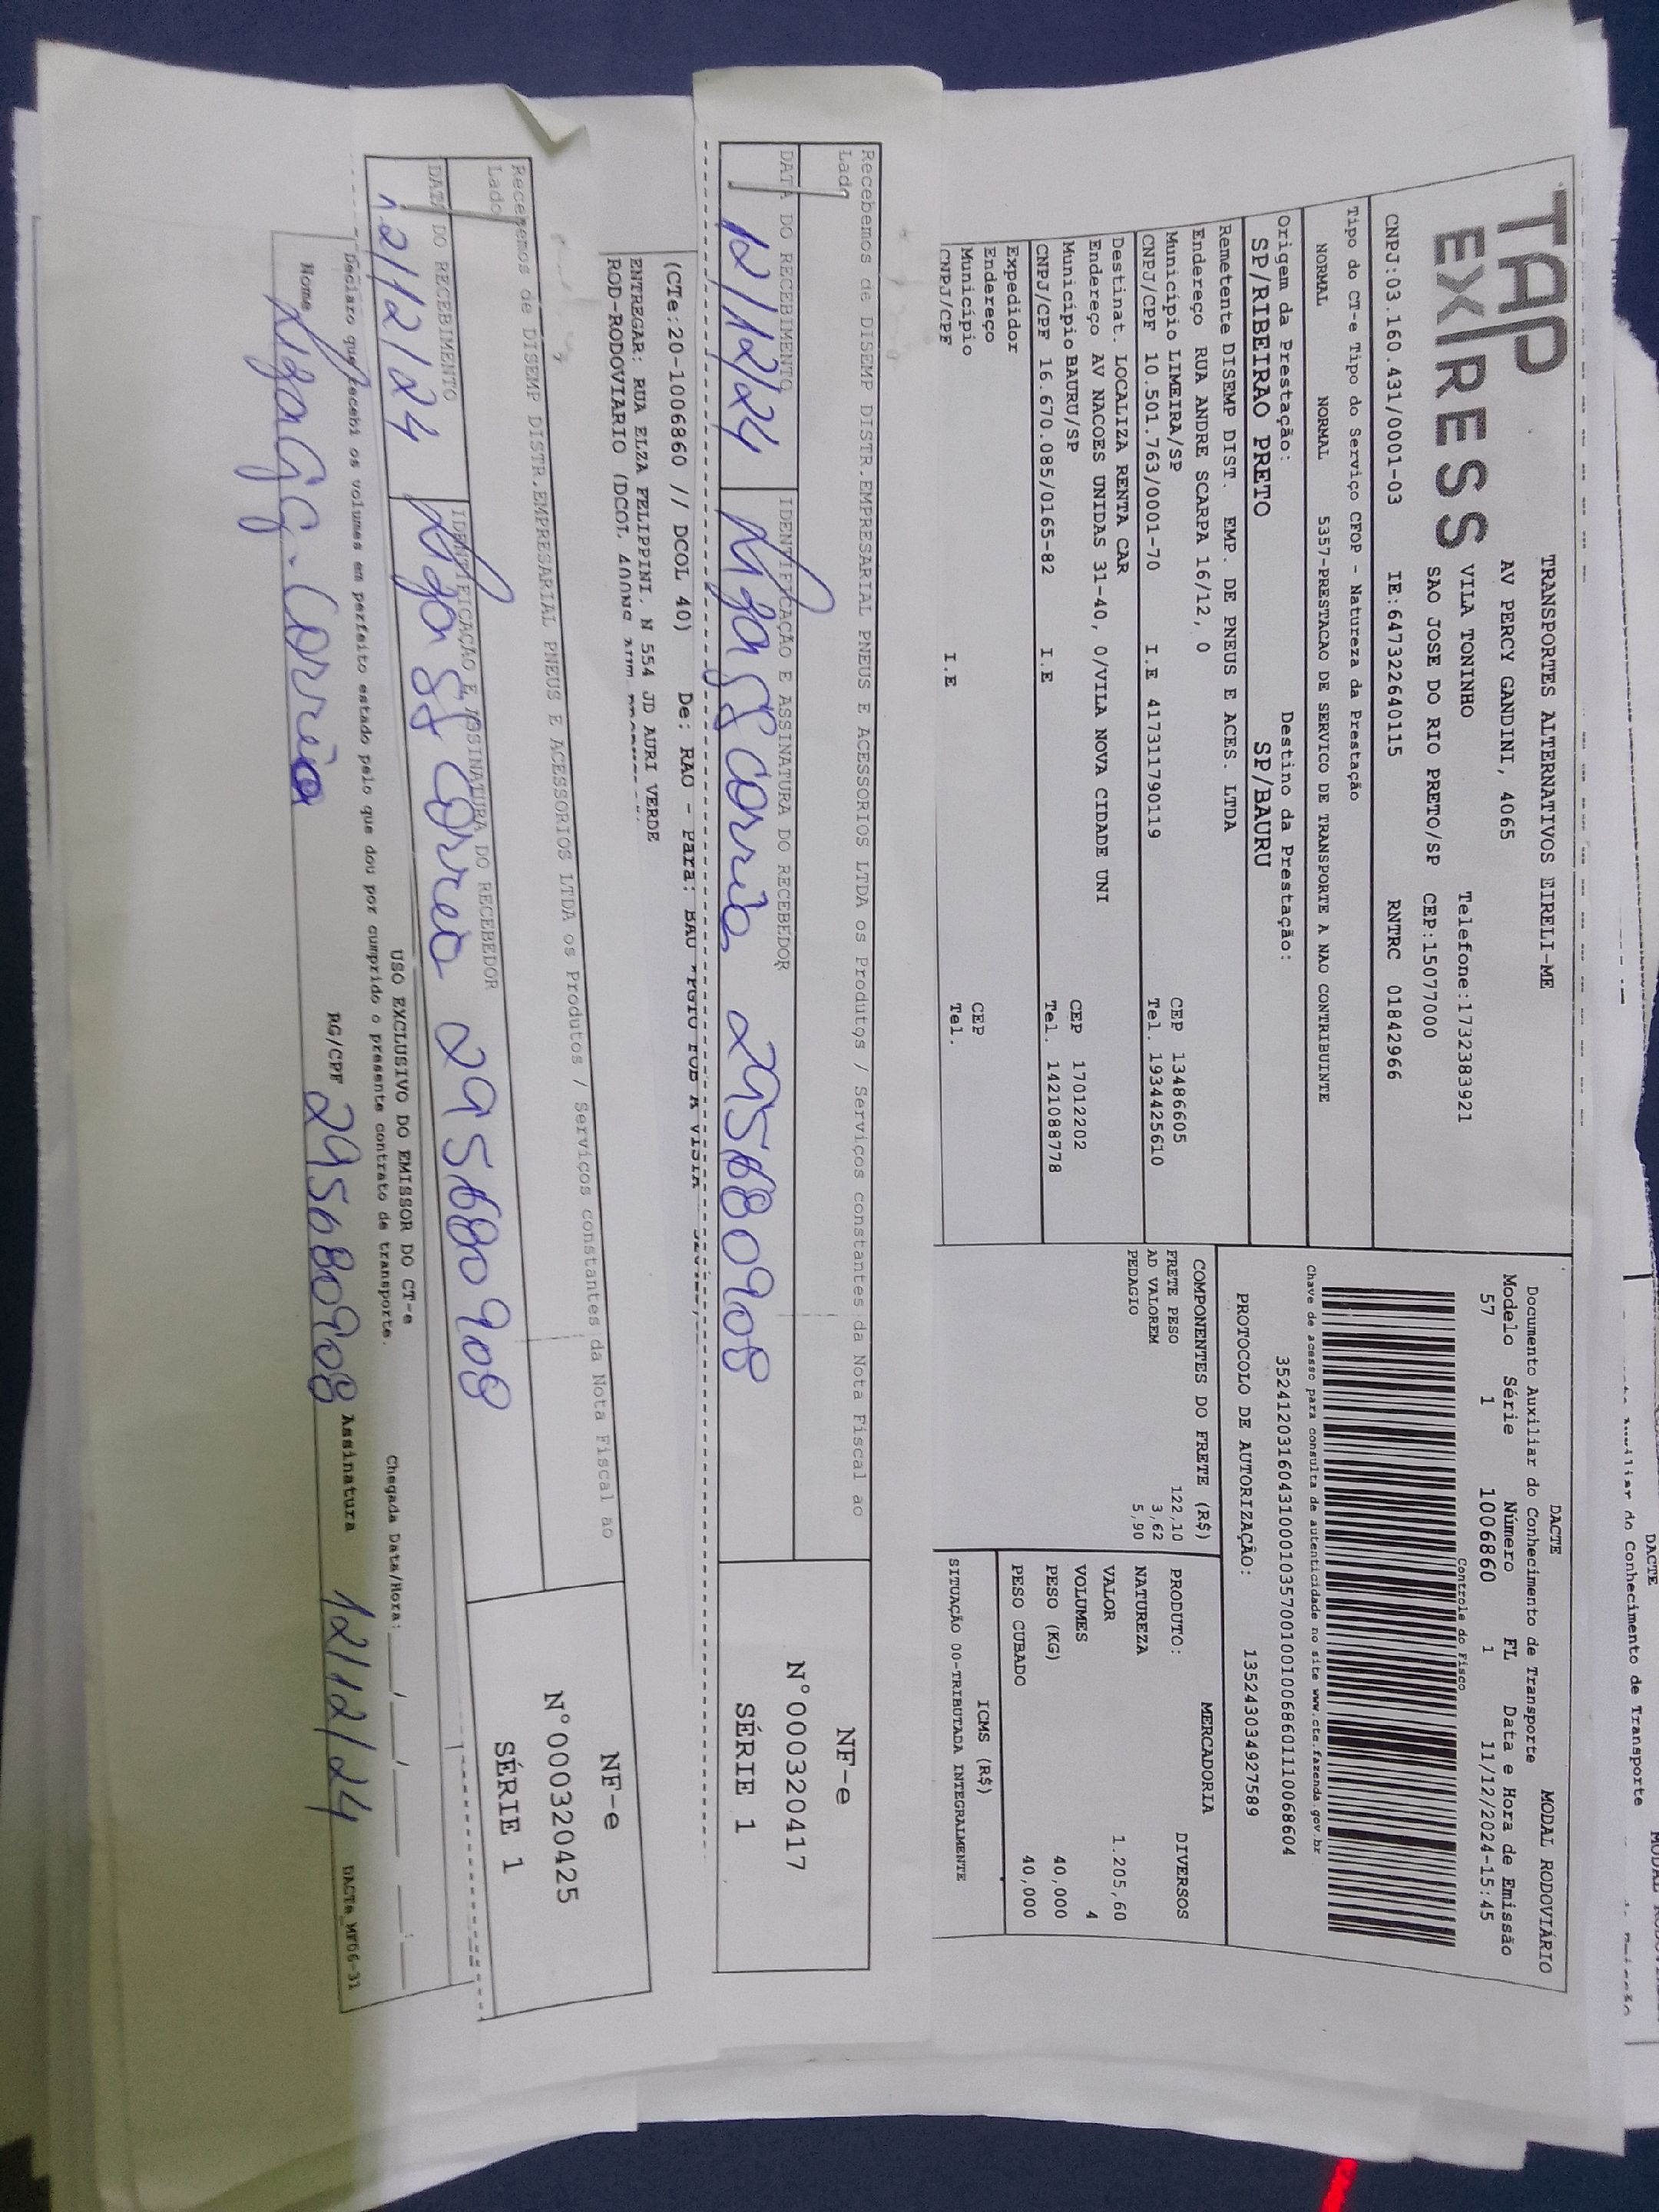 TAP
EXPRESS
TRANSPORTES ALTERNATIVOS EIRELI-ME
AV PERCY GANDINI, 4065
VILA TONINHO
Telefone:1732383921
SAO JOSE DO RIO PRETO/SP CEP:15077000
CNPJ:03.160.431/0001-03 IE:647322640115 RNTRC 01842966
Tipo do CT-e Tipo do Serviço CFOP - Natureza da Prestação
NORMAL NORMAL 5357-PRESTACAO DE SERVICO DE TRANSPORTE A NAO CONTRIBUINTE
Origem da Prestação: Destino da Prestação:
SP/RIBEIRAO PRETO SP/BAURU
Remetente DISEMP DIST. EMP. DE PNEUS E ACES. LTDA
Endereço RUA ANDRE SCARPA 16/12, 0
Município LIMEIRA/SP CEP 13486605
CNPJ/CPF 10.501.763/0001-70 I.E 417311790119 Tel. 1934425610
Destinat. LOCALIZA RENTA CAR
Endereço AV NACOES UNIDAS 31-40, 0/VILA NOVA CIDADE UNI
Município BAURU/SP CEP 17012202
CNPJ/CPF 16.670.085/0165-82 I.E Tel. 1421088778
Expedidor
Endereço
Município CEP
CNPJ/CPF I.E Tel.
DACTE MODAL RODOVIÁRIO
Documento Auxiliar do Conhecimento de Transporte
Modelo Série Número FL Data e Hora de Emissão
57 1 1006860 1 11/12/2024-15:45
Controle do Fisco
Chave de acesso para consulta de autenticidade no site www.cte.fazenda.gov.br
35241203160431000103570010010068601110068604
PROTOCOLO DE AUTORIZAÇÃO: 135243034927589
COMPONENTES DO FRETE (R$)
FRETE PESO 122,10
AD VALOREM 3,62
PEDAGIO 5,90
MERCADORIA
PRODUTO: DIVERSOS
NATUREZA
VALOR 1.205,60
VOLUMES 4
PESO (KG) 40,000
PESO CUBADO 40,000
ICMS (R$)
SITUAÇÃO 00-TRIBUTADA INTEGRALMENTE
Recebemos de DISEMP DISTR.EMPRESARIAL PNEUS E ACESSORIOS LTDA os Produtos / Serviços constantes da Nota Fiscal ao
Lado
DATA DO RECEBIMENTO IDENTIFICAÇÃO E ASSINATURA DO RECEBEDOR
12/12/24 295680908
NF-e
N°000320417
SÉRIE 1
(CTe:20-1006860 // DCOL 40) De: RAO - Para: BAU
ENTREGAR: RUA ELZA FELIPPINI, N 554 JD AURI VERDE
ROD-RODOVIARIO (DCOL
Recebemos de DISEMP DISTR.EMPRESARIAL PNEUS E ACESSORIOS LTDA os Produtos / Serviços constantes da Nota Fiscal ao
Lado
DATA DO RECEBIMENTO IDENTIFICAÇÃO E ASSINATURA DO RECEBEDOR
12/12/24 295680908
NF-e
N°000320425
SÉRIE 1
USO EXCLUSIVO DO EMISSOR DO CT-e Chegada Data/Hora:
Declaro que recebi os volumes em perfeito estado pelo que dou por cumprido o presente contrato de transporte.
Nome RG/CPF 295680908 Assinatura 12/12/24 DACTe_MF06-31
DACTE